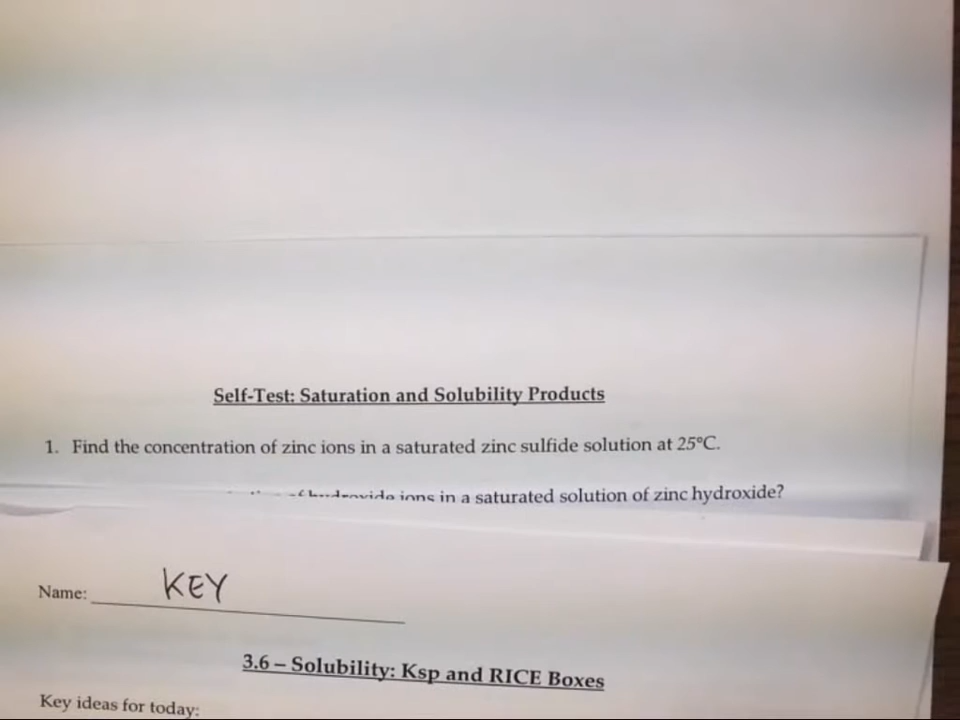 Self-Test: Saturation and Solubility Products
1. Find the concentration of zinc ions in a saturated zinc sulfide solution at 25°C.
ions in a saturated solution of zinc hydroxide?
Name: KEY
3.6 – Solubility: Ksp and RICE Boxes
Key ideas for today: